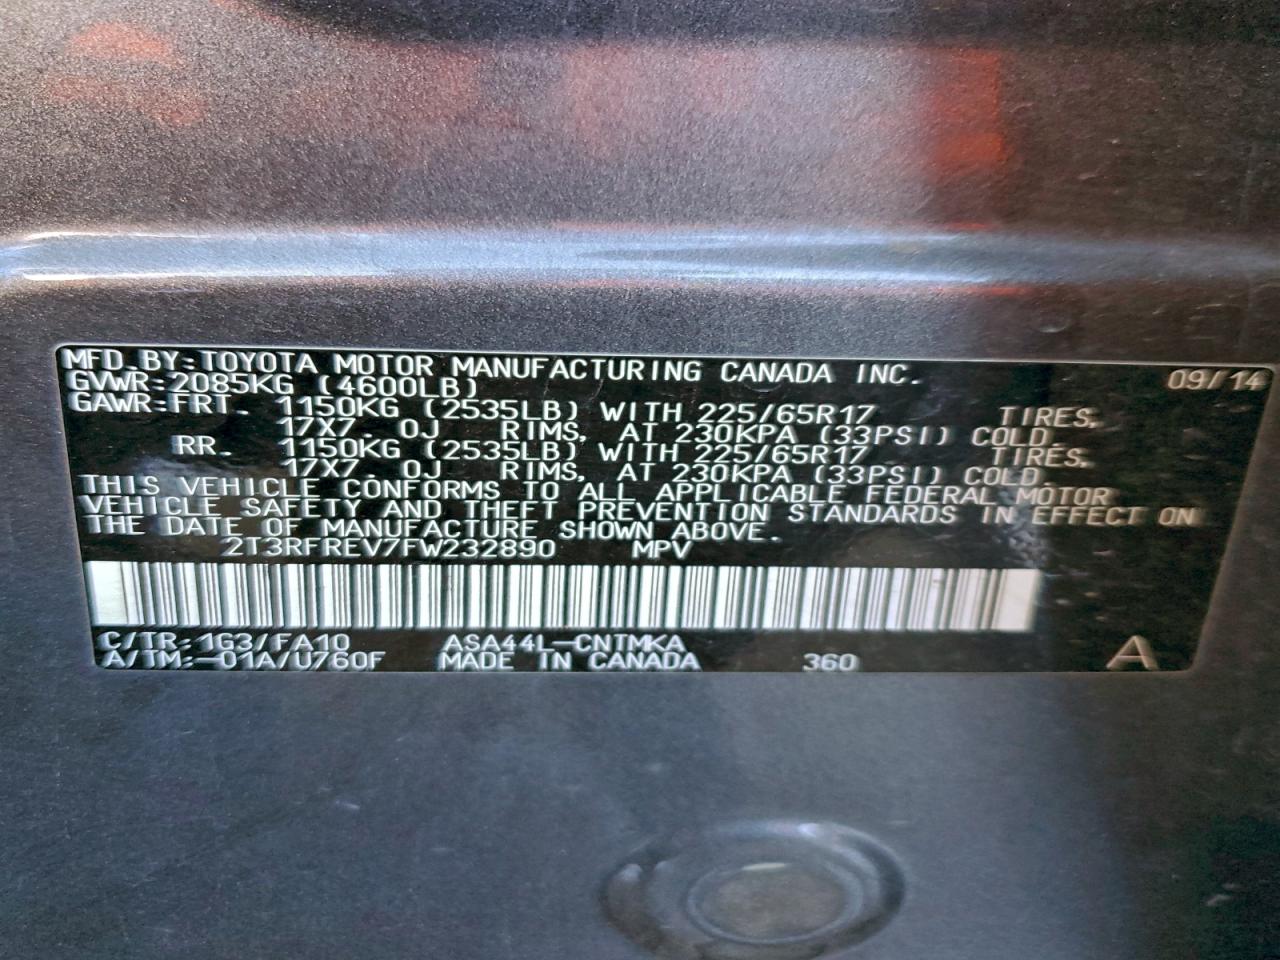 MFD.BY:TOYOTA MOTOR MANUFACTURING CANADA INC. 09/14
GVWR:2085KG (4600LB)
GAWR:FRT. 1150KG (2535LB) WITH 225/65R17 TIRES,
17X7.0J RIMS, AT 230KPA (33PSI) COLD.
RR. 1150KG (2535LB) WITH 225/65R17 TIRES,
17X7.0J RIMS, AT 230KPA (33PSI) COLD.
THIS VEHICLE CONFORMS TO ALL APPLICABLE FEDERAL MOTOR
VEHICLE SAFETY AND THEFT PREVENTION STANDARDS IN EFFECT ON
THE DATE OF MANUFACTURE SHOWN ABOVE.
2T3RFREV7FW232890 MPV
C/TR:1G3/FA10 ASA44L-CNTMKA
A/TM:-01A/U760F MADE IN CANADA 360 A